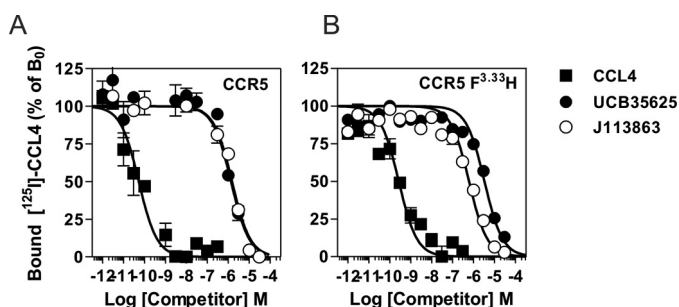 A
B
Bound [¹²⁵I]-CCL4 (% of B₀)
125
100
75
50
25
0
CCR5
-12 -11 -10 -9 -8 -7 -6 -5 -4
Log [Competitor] M
125
100
75
50
25
0
CCR5 F³·³³H
-12 -11 -10 -9 -8 -7 -6 -5 -4
Log [Competitor] M
CCL4
UCB35625
J113863